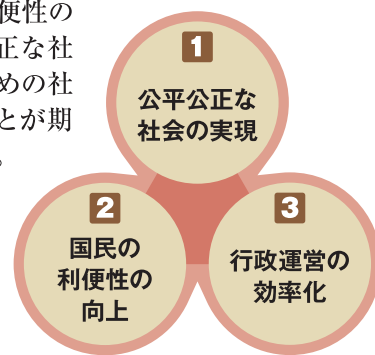 便性の
正な社
めの社
とが期
。
1
公平公正な
社会の実現
2
国民の
利便性の
向上
3
行政運営の
効率化